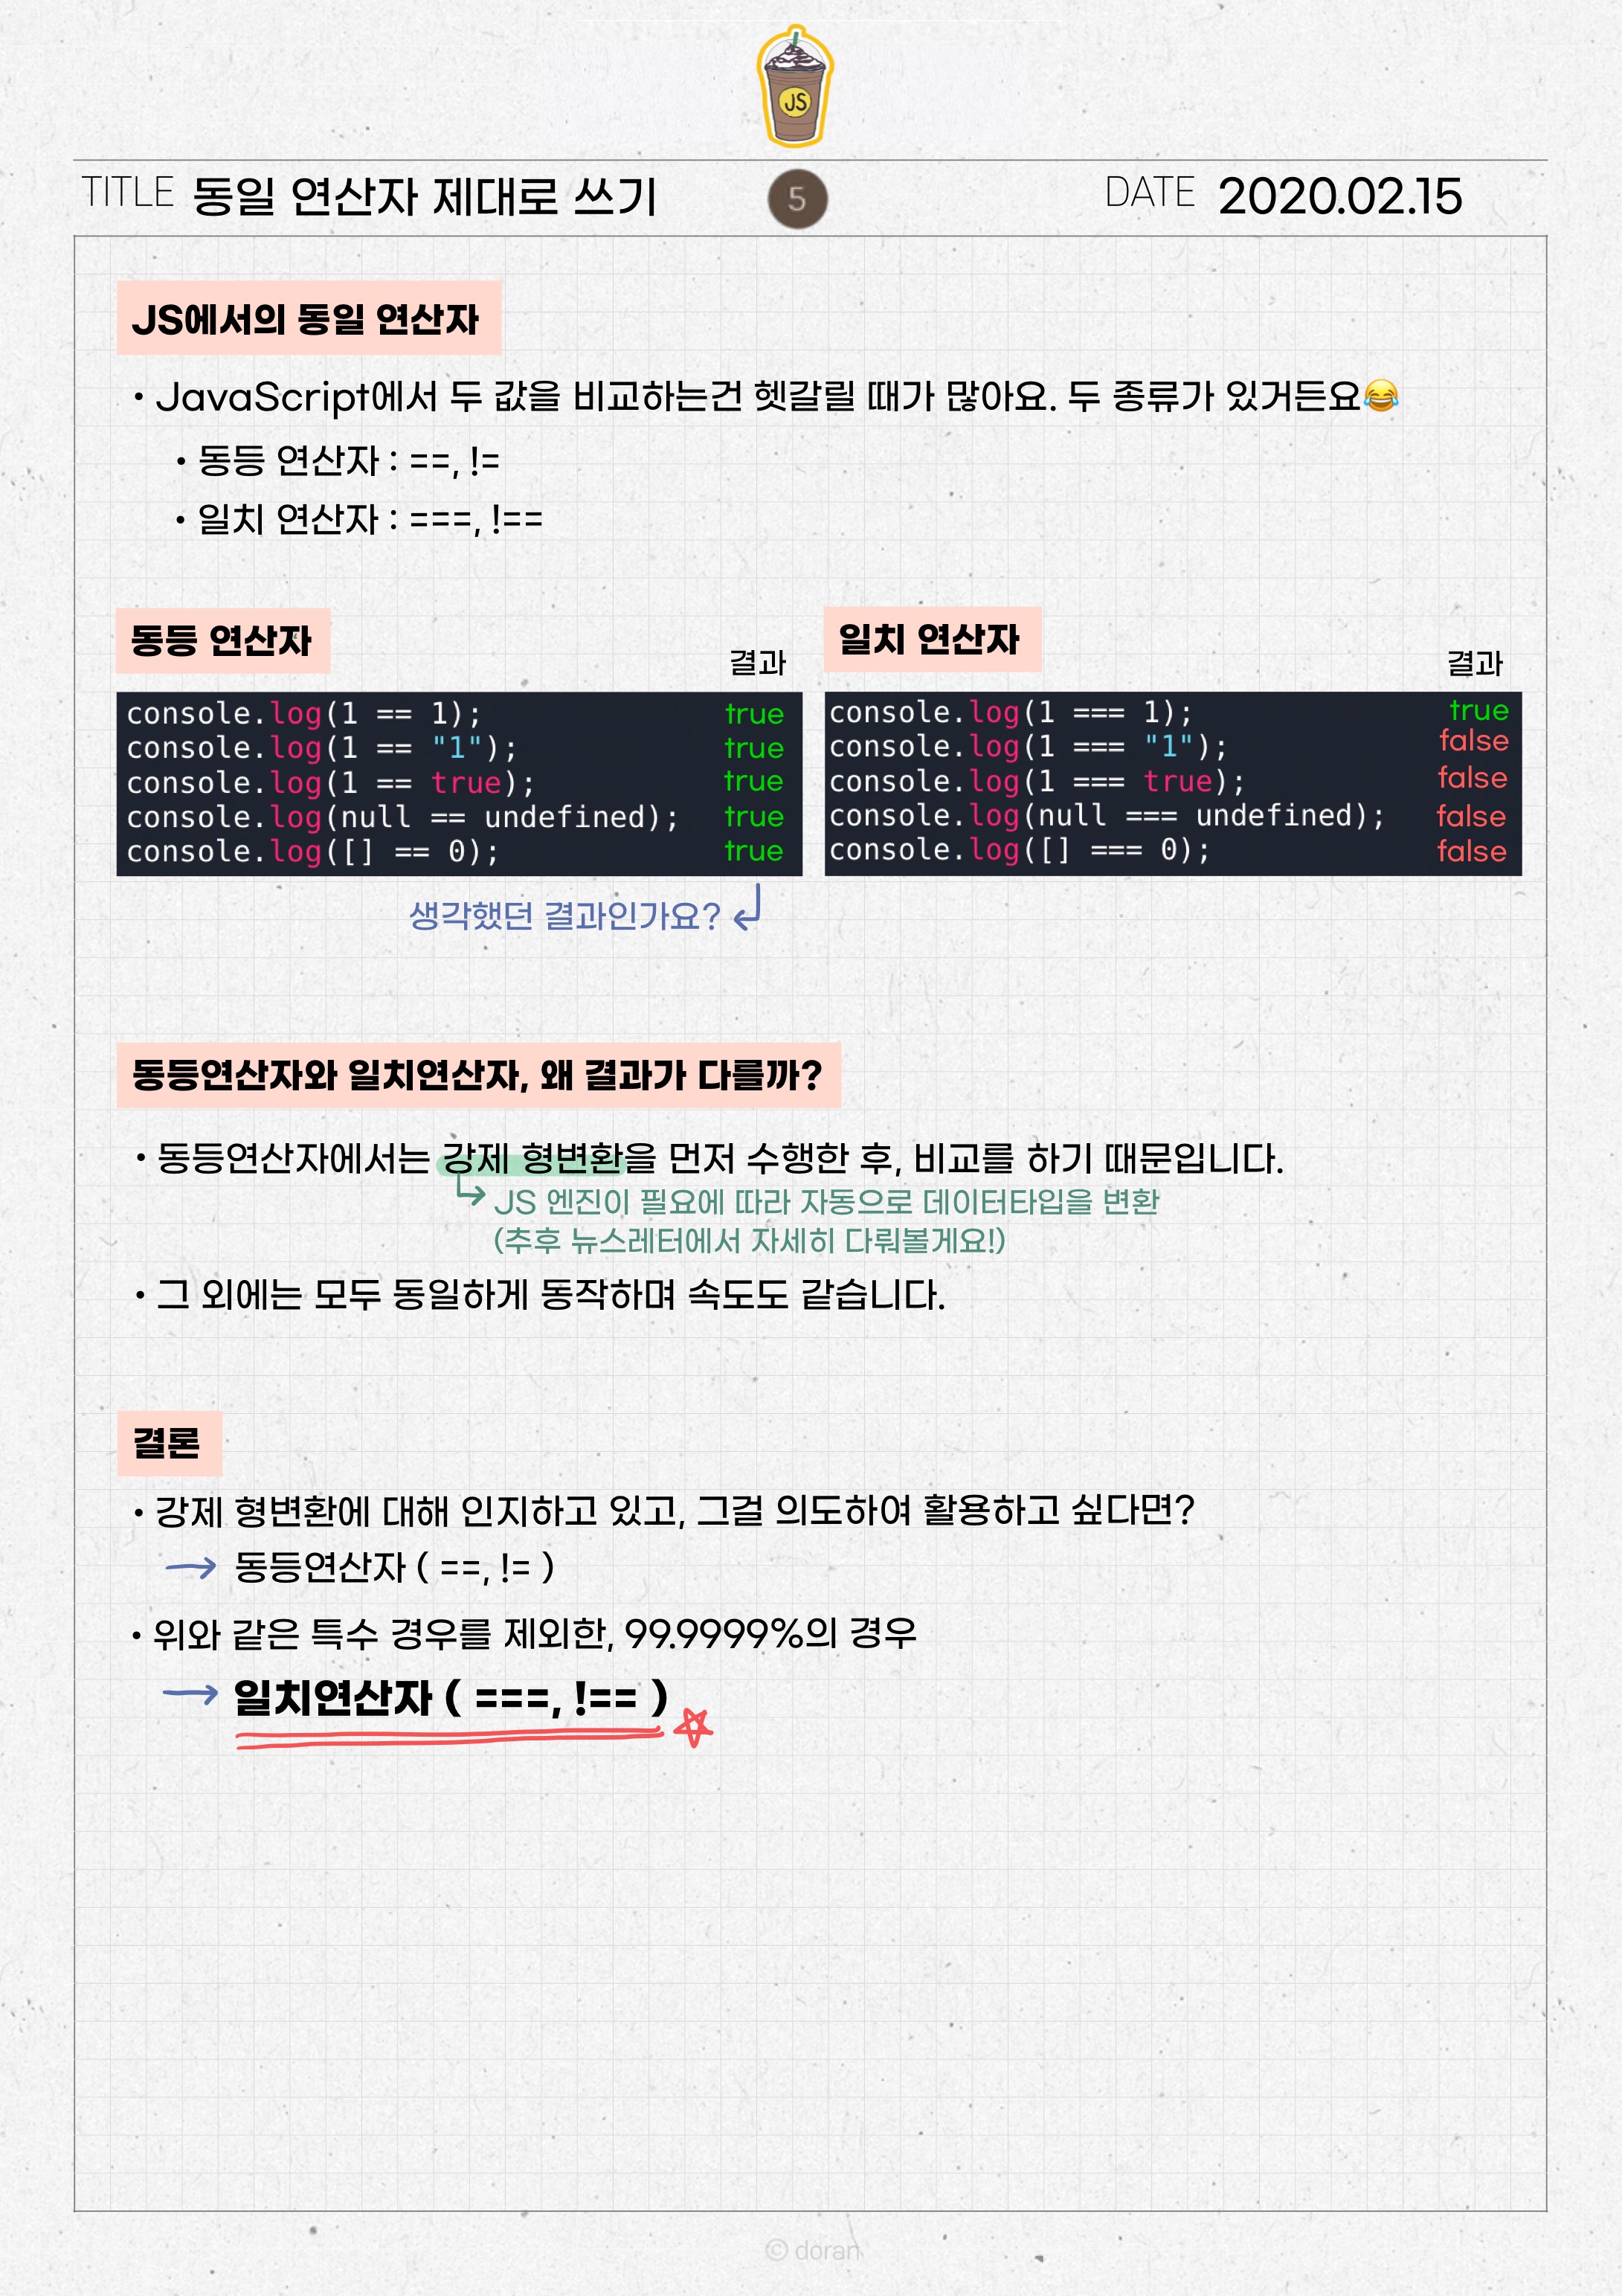 JS
TITLE 동일 연산자 제대로 쓰기 5 DATE 2020.02.15
JS에서의 동일 연산자
• JavaScript에서 두 값을 비교하는건 헷갈릴 때가 많아요. 두 종류가 있거든요😂
• 동등 연산자 : ==, !=
• 일치 연산자 : ===, !==
동등 연산자
결과
console.log(1 == 1); true
console.log(1 == "1"); true
console.log(1 == true); true
console.log(null == undefined); true
console.log([] == 0); true
생각했던 결과인가요?
일치 연산자
결과
console.log(1 === 1); true
console.log(1 === "1"); false
console.log(1 === true); false
console.log(null === undefined); false
console.log([] === 0); false
동등연산자와 일치연산자, 왜 결과가 다를까?
• 동등연산자에서는 강제 형변환을 먼저 수행한 후, 비교를 하기 때문입니다.
JS 엔진이 필요에 따라 자동으로 데이터타입을 변환
(추후 뉴스레터에서 자세히 다뤄볼게요!)
• 그 외에는 모두 동일하게 동작하며 속도도 같습니다.
결론
• 강제 형변환에 대해 인지하고 있고, 그걸 의도하여 활용하고 싶다면?
→ 동등연산자 ( ==, != )
• 위와 같은 특수 경우를 제외한, 99.9999%의 경우
→ 일치연산자 ( ===, !== )
© doran